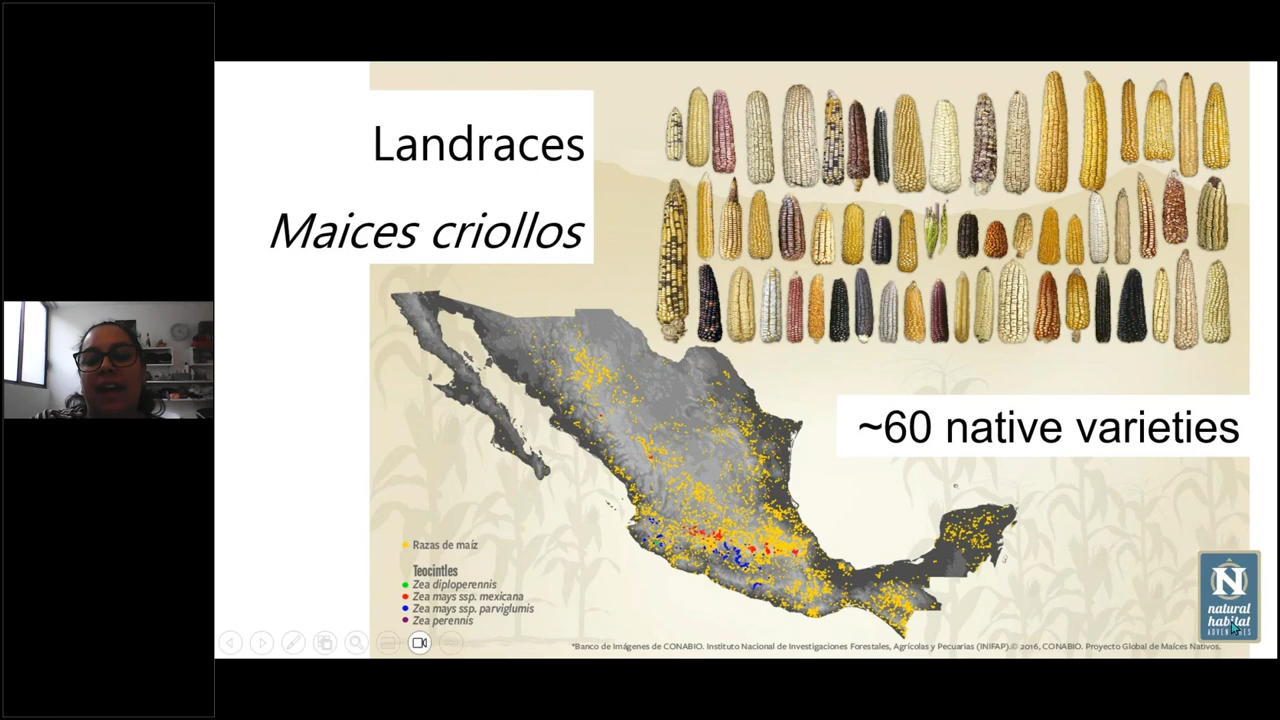 Landraces
Maices criollos
~60 native varieties
Razas de maíz
Teocintles
Zea diploperennis
Zea mays ssp. mexicana
Zea mays ssp. parviglumis
Zea perennis
N
natural
habitat
ADVENTURES
*Banco de Imágenes de CONABIO. Instituto Nacional de Investigaciones Forestales, Agrícolas y Pecuarias (INIFAP).© 2016, CONABIO. Proyecto Global de Maíces Nativos.